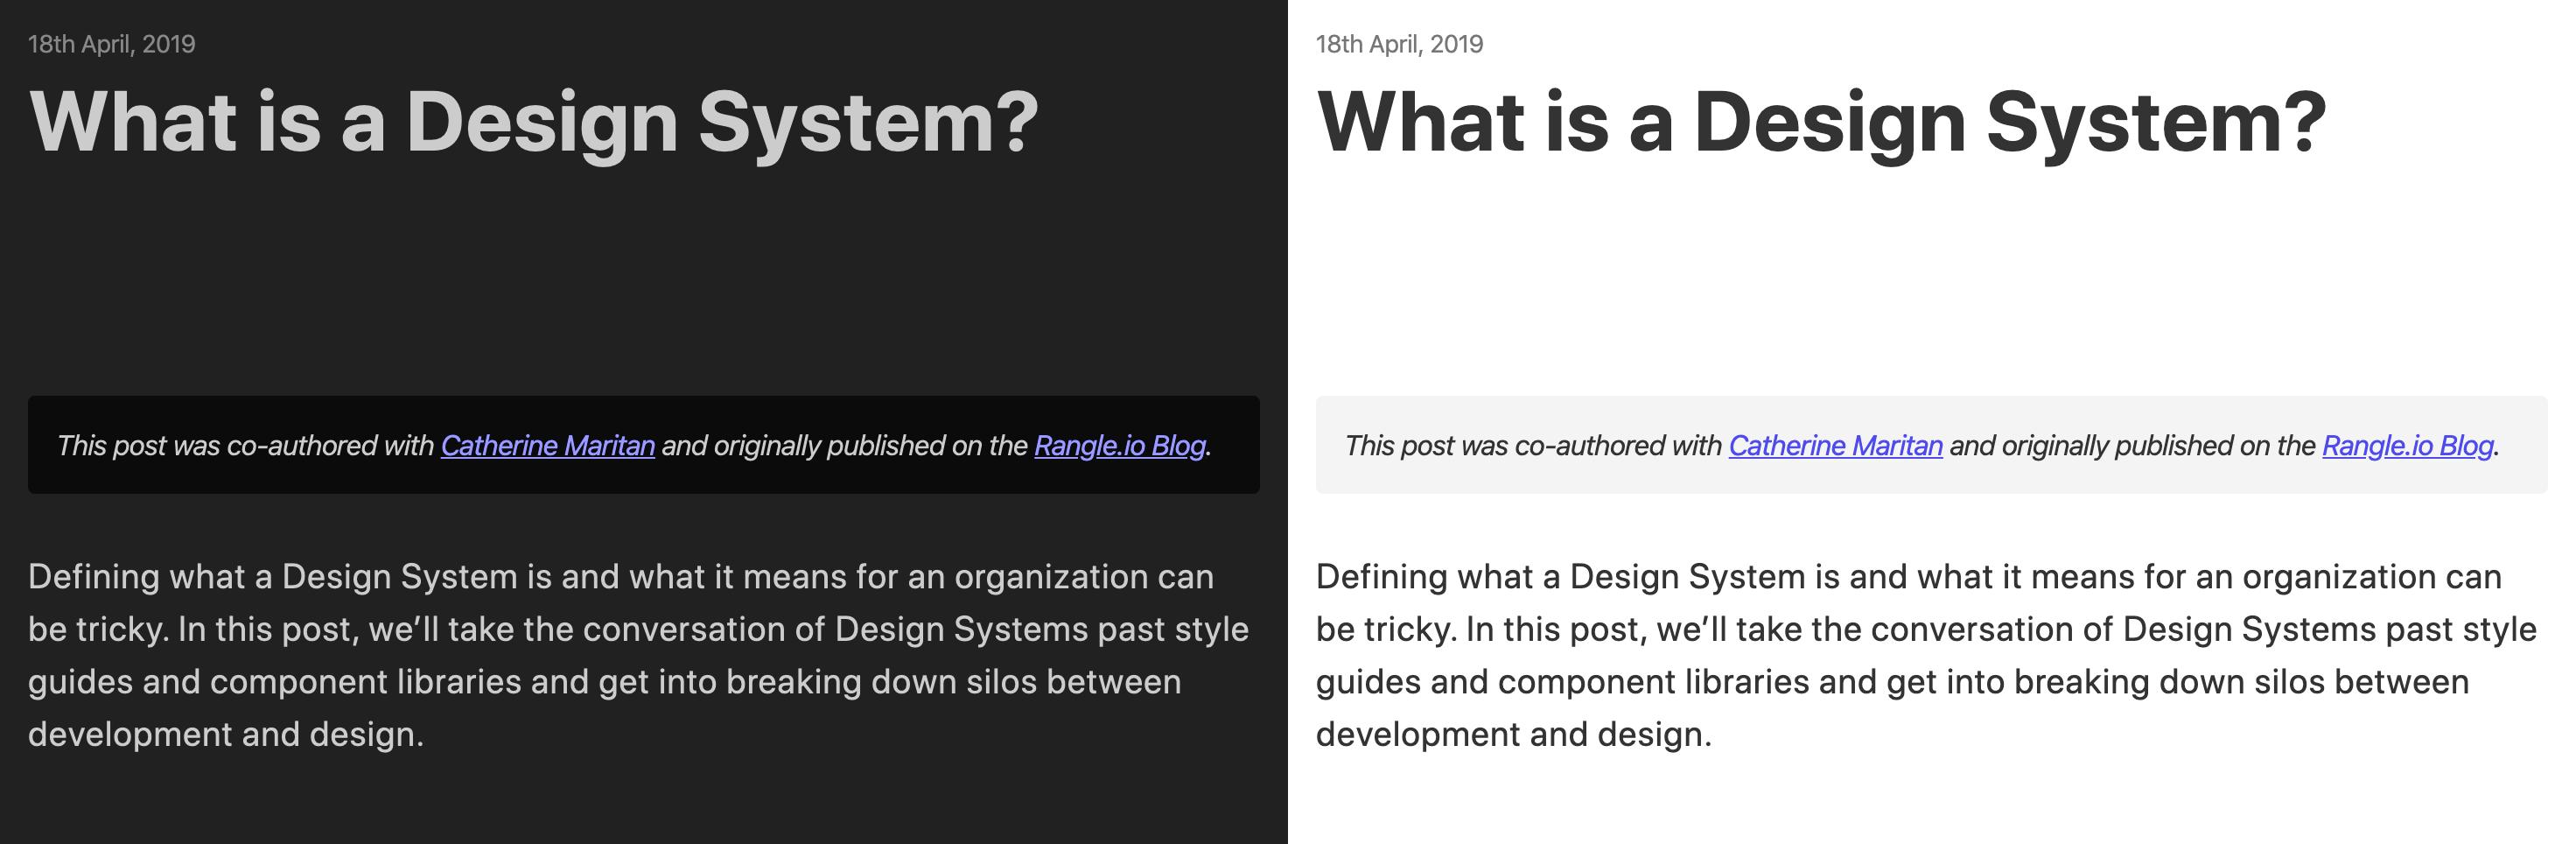 18th April, 2019
What is a Design System?
This post was co-authored with Catherine Maritan and originally published on the Rangle.io Blog.
Defining what a Design System is and what it means for an organization can
be tricky. In this post, we’ll take the conversation of Design Systems past style
guides and component libraries and get into breaking down silos between
development and design.
18th April, 2019
What is a Design System?
This post was co-authored with Catherine Maritan and originally published on the Rangle.io Blog.
Defining what a Design System is and what it means for an organization can
be tricky. In this post, we’ll take the conversation of Design Systems past style
guides and component libraries and get into breaking down silos between
development and design.